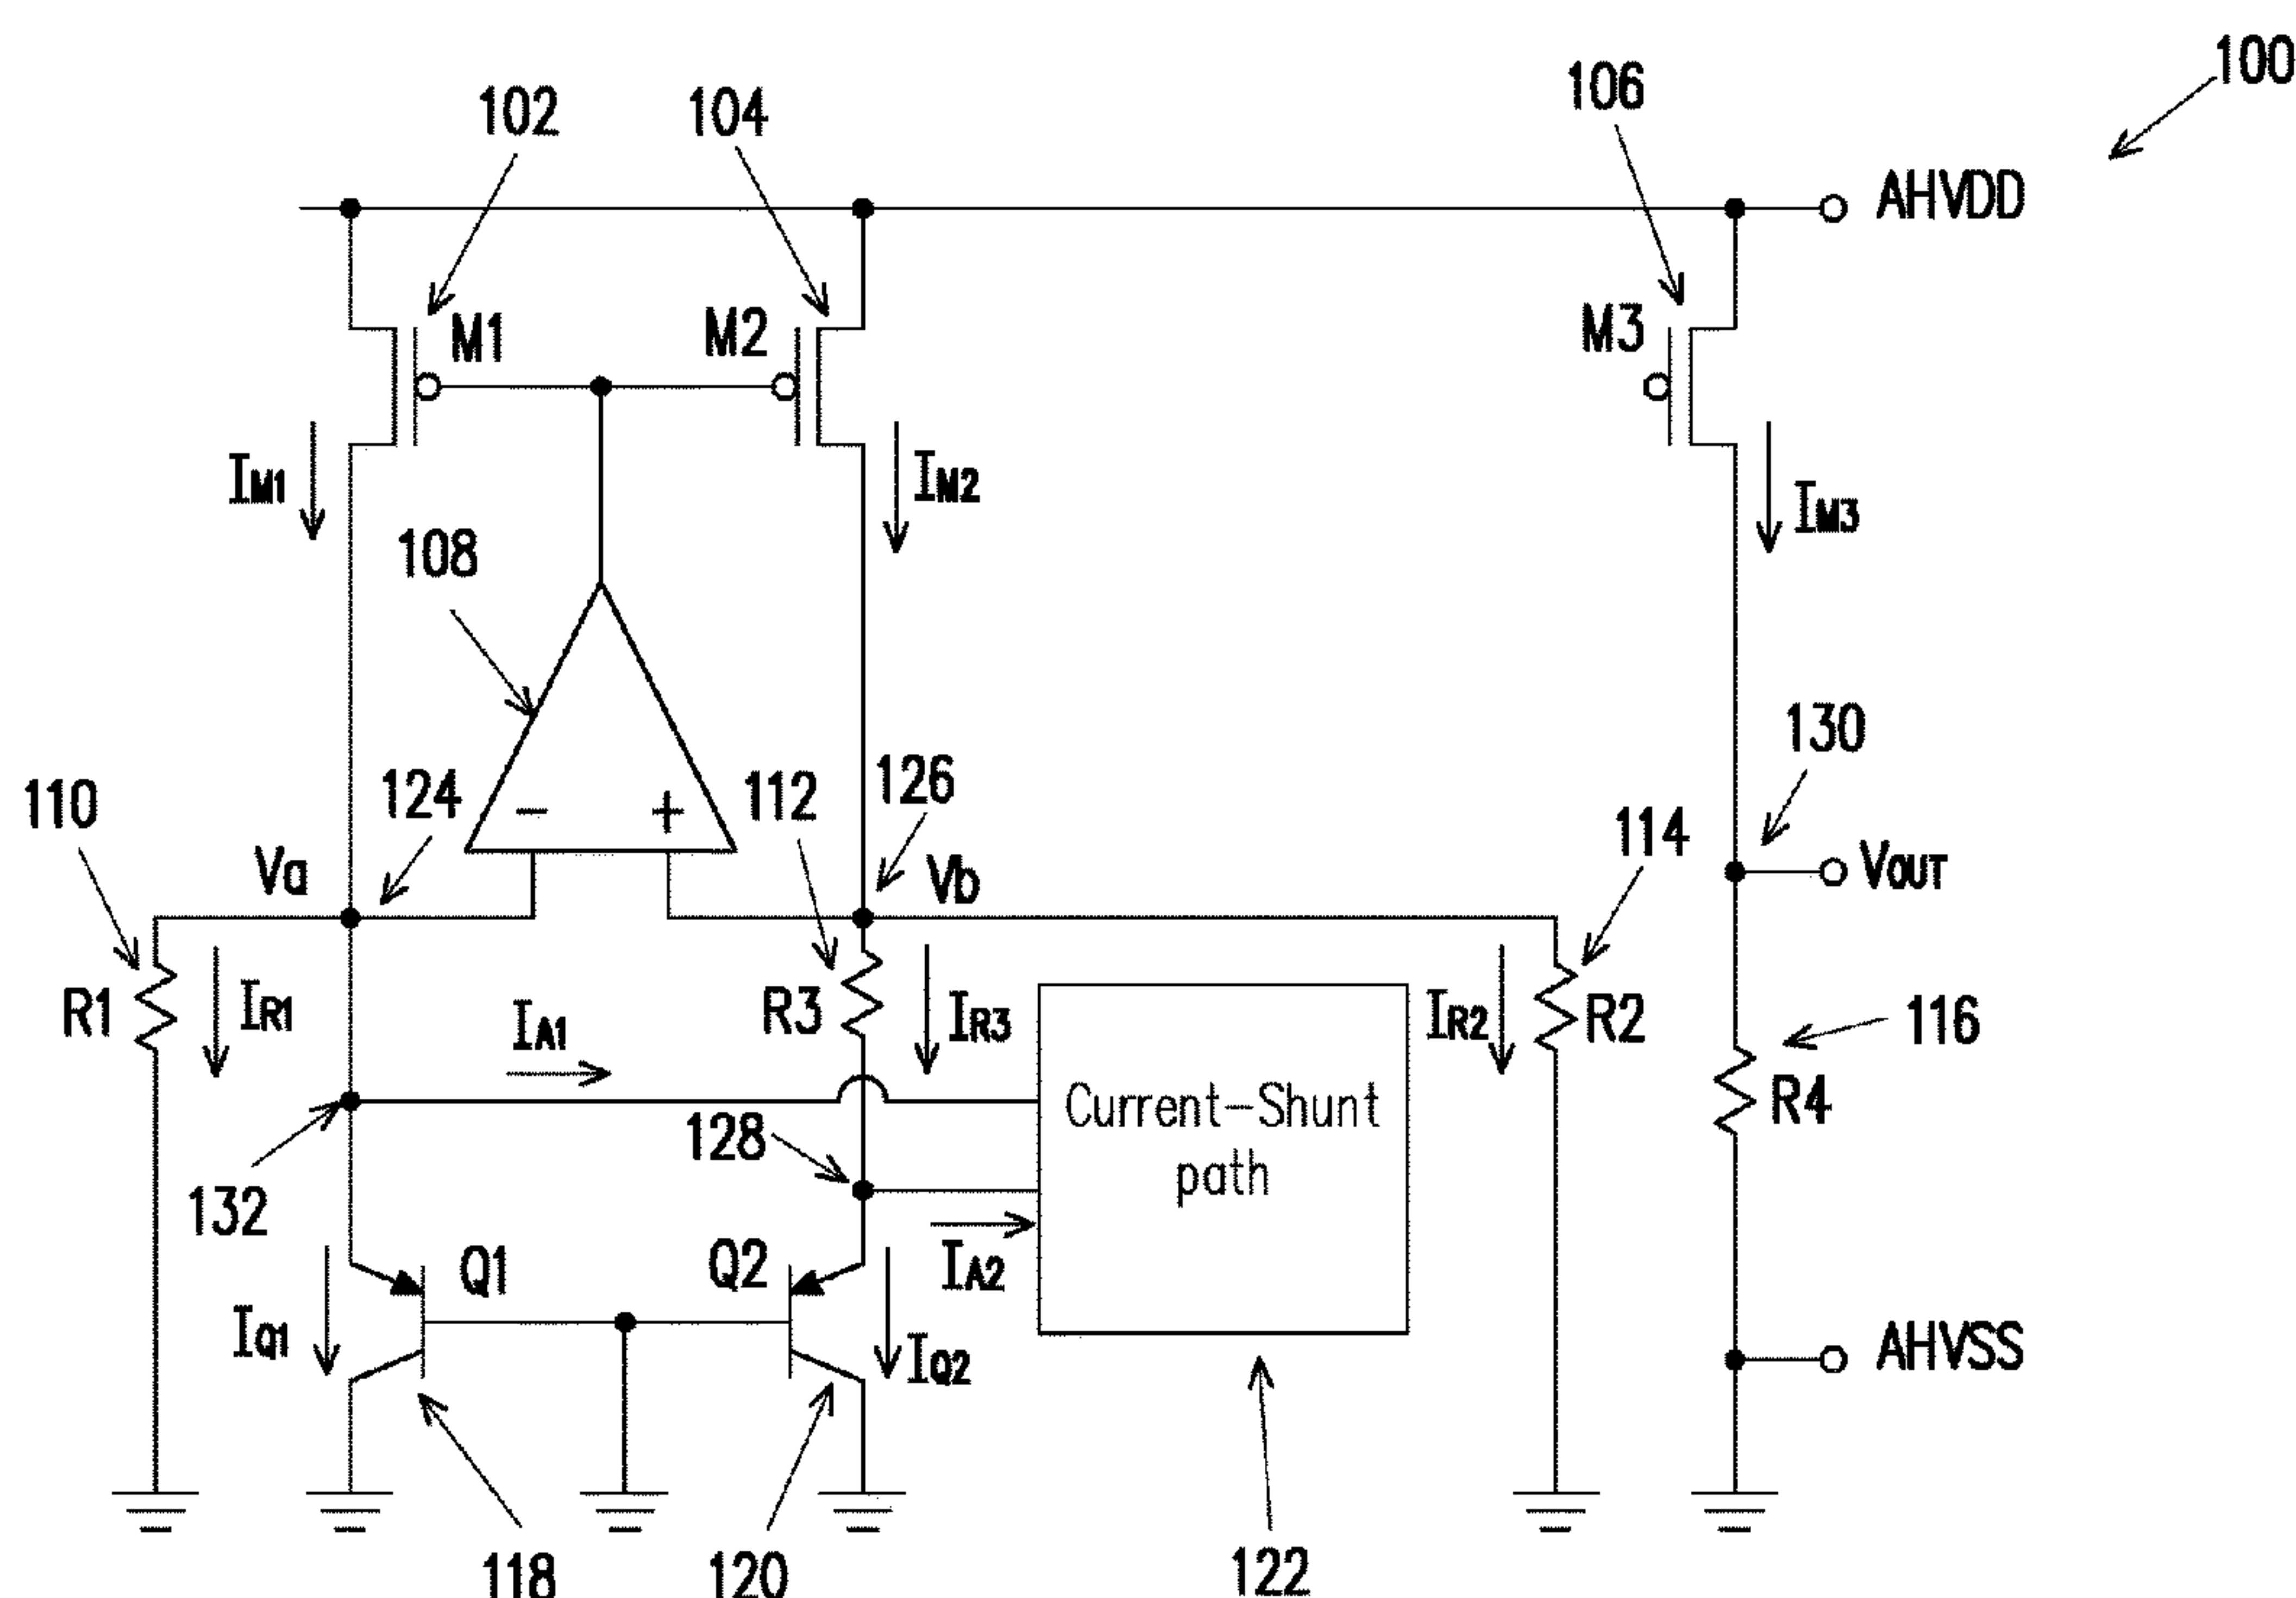 100
102
104
106
AHVDD
M1
M2
M3
IM1
IM2
IM3
108
130
110
124
112
126
114
Va
Vb
VOUT
- +
R1
IR1
IA1
R3
IR3
IR2
R2
116
R4
Current-Shunt
path
128
132
Q1
Q2
IA2
IQ1
IQ2
AHVSS
118
120
122